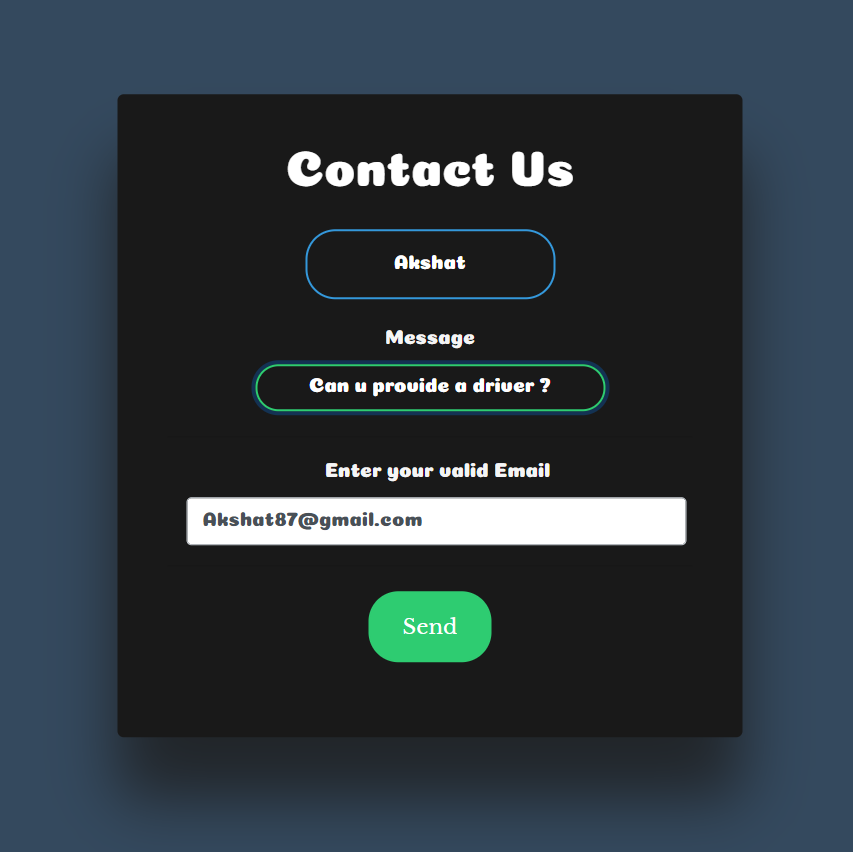 Contact Us
Akshat
Message
Can u provide a driver ?
Enter your valid Email
Akshat87@gmail.com
Send